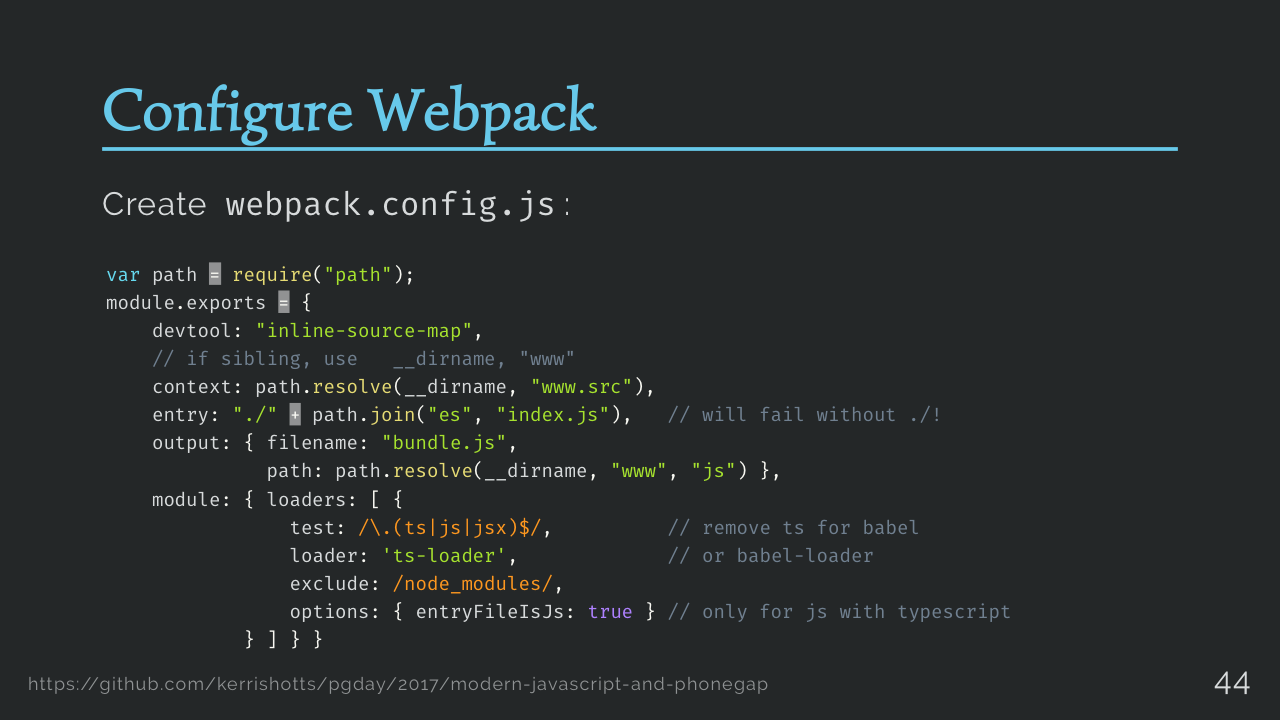 Configure Webpack
Create webpack.config.js:
var path = require("path");
module.exports = {
    devtool: "inline-source-map",
    // if sibling, use   __dirname, "www"
    context: path.resolve(__dirname, "www.src"),
    entry: "./" + path.join("es", "index.js"),   // will fail without ./!
    output: { filename: "bundle.js",
              path: path.resolve(__dirname, "www", "js") },
    module: { loaders: [ {
                test: /\.(ts|js|jsx)$/,          // remove ts for babel
                loader: 'ts-loader',             // or babel-loader
                exclude: /node_modules/,
                options: { entryFileIsJs: true } // only for js with typescript
            } ] } }
https://github.com/kerrishotts/pgday/2017/modern-javascript-and-phonegap
44